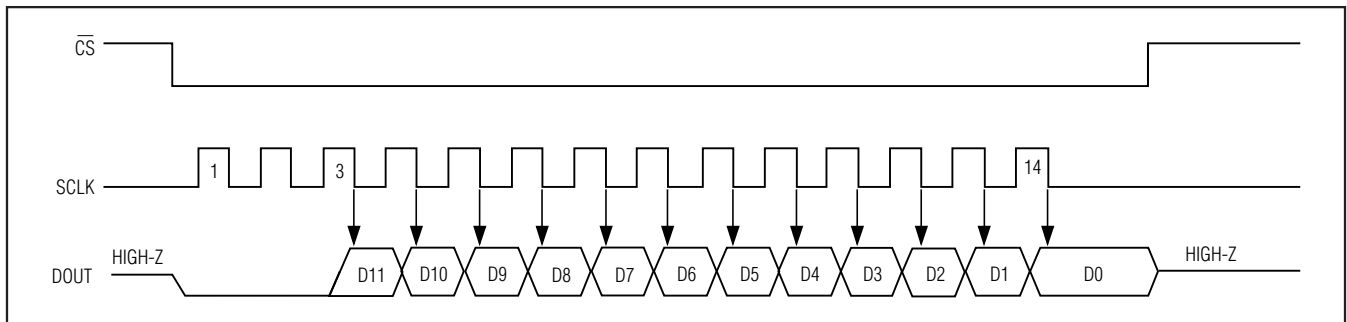 C̅S̅
1
3
14
SCLK
HIGH-Z
HIGH-Z
DOUT
D11 D10 D9 D8 D7 D6 D5 D4 D3 D2 D1 D0